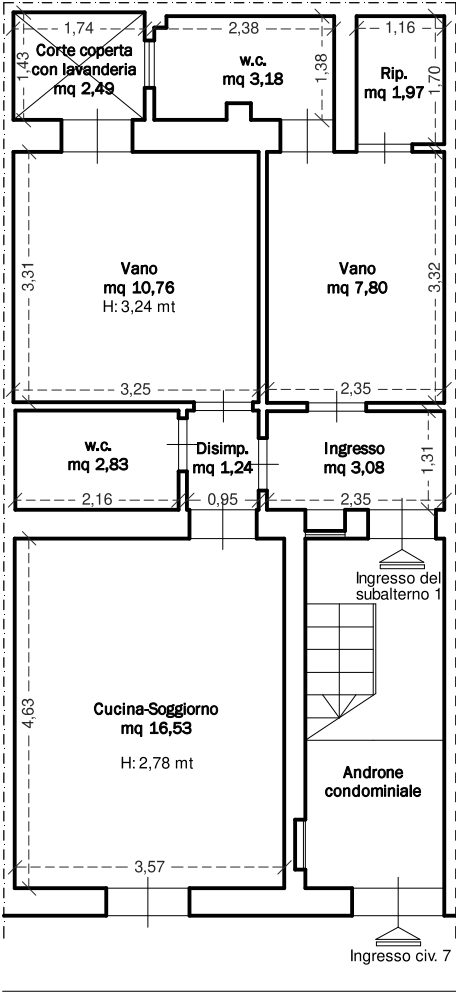 1,74
2,38
1,16
Corte coperta
con lavanderia
mq 2,49
1,43
w.c.
mq 3,18
1,38
Rip.
mq 1,97
1,70
3,31
Vano
mq 10,76
H: 3,24 mt
Vano
mq 7,80
3,32
3,25
2,35
w.c.
mq 2,83
Disimp.
mq 1,24
Ingresso
mq 3,08
1,31
2,16
0,95
2,35
Ingresso del
subalterno 1
4,63
Cucina-Soggiorno
mq 16,53
H: 2,78 mt
Androne
condominiale
3,57
Ingresso civ. 7